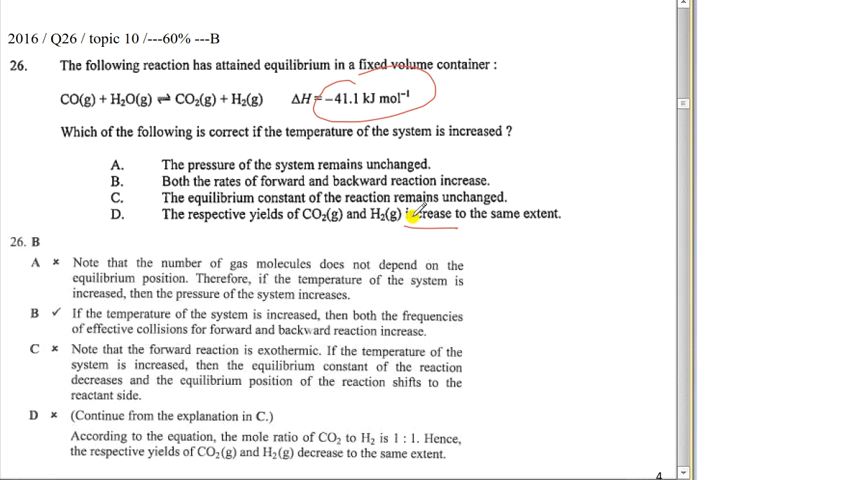 2016 / Q26 / topic 10 /---60% ---B
26. The following reaction has attained equilibrium in a fixed volume container :
CO(g) + H₂O(g) ⇌ CO₂(g) + H₂(g) ΔH = −41.1 kJ mol⁻¹
Which of the following is correct if the temperature of the system is increased ?
A. The pressure of the system remains unchanged.
B. Both the rates of forward and backward reaction increase.
C. The equilibrium constant of the reaction remains unchanged.
D. The respective yields of CO₂(g) and H₂(g) increase to the same extent.
26. B
A × Note that the number of gas molecules does not depend on the
equilibrium position. Therefore, if the temperature of the system is
increased, then the pressure of the system increases.
B ✓ If the temperature of the system is increased, then both the frequencies
of effective collisions for forward and backward reaction increase.
C × Note that the forward reaction is exothermic. If the temperature of the
system is increased, then the equilibrium constant of the reaction
decreases and the equilibrium position of the reaction shifts to the
reactant side.
D × (Continue from the explanation in C.)
According to the equation, the mole ratio of CO₂ to H₂ is 1 : 1. Hence,
the respective yields of CO₂(g) and H₂(g) decrease to the same extent.
4